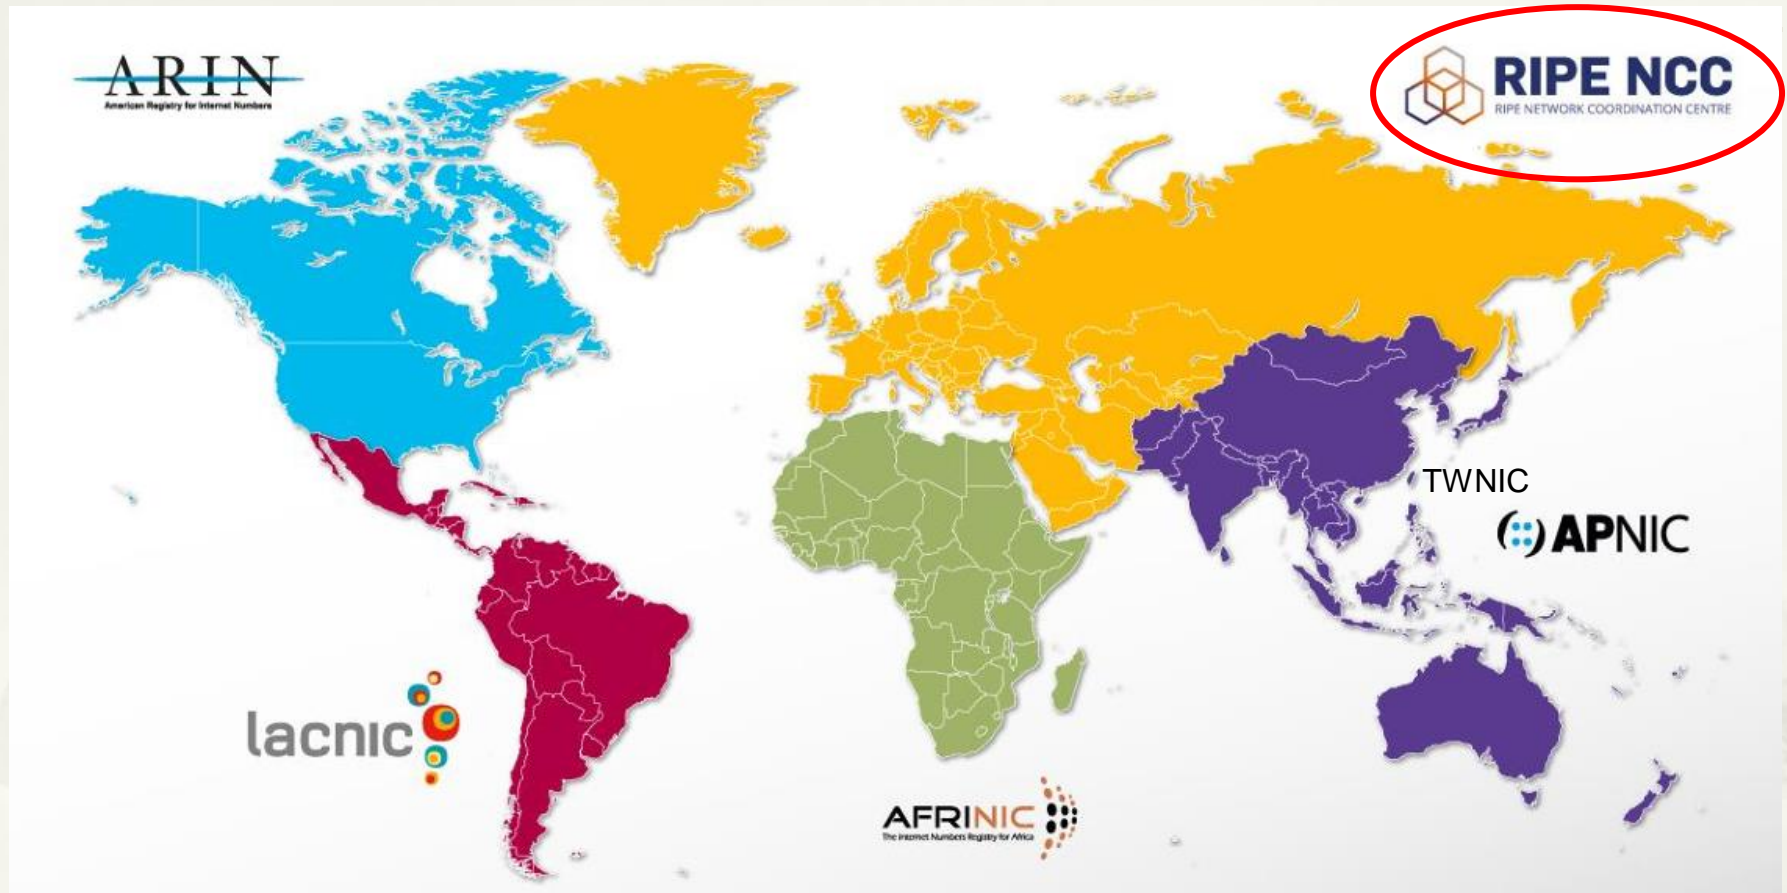 ARIN
American Registry for Internet Numbers
RIPE NCC
RIPE NETWORK COORDINATION CENTRE
TWNIC
APNIC
lacnic
AFRINIC
The Internet Numbers Registry for Africa